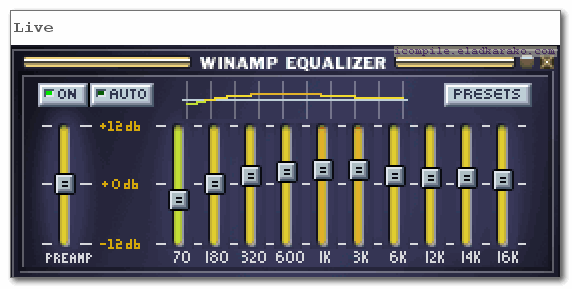 Live
icompile.eladkarako.com
WINAMP EQUALIZER
ON AUTO PRESETS
+12db
+0db
-12db
PREAMP 70 180 320 600 1K 3K 6K 12K 14K 16K